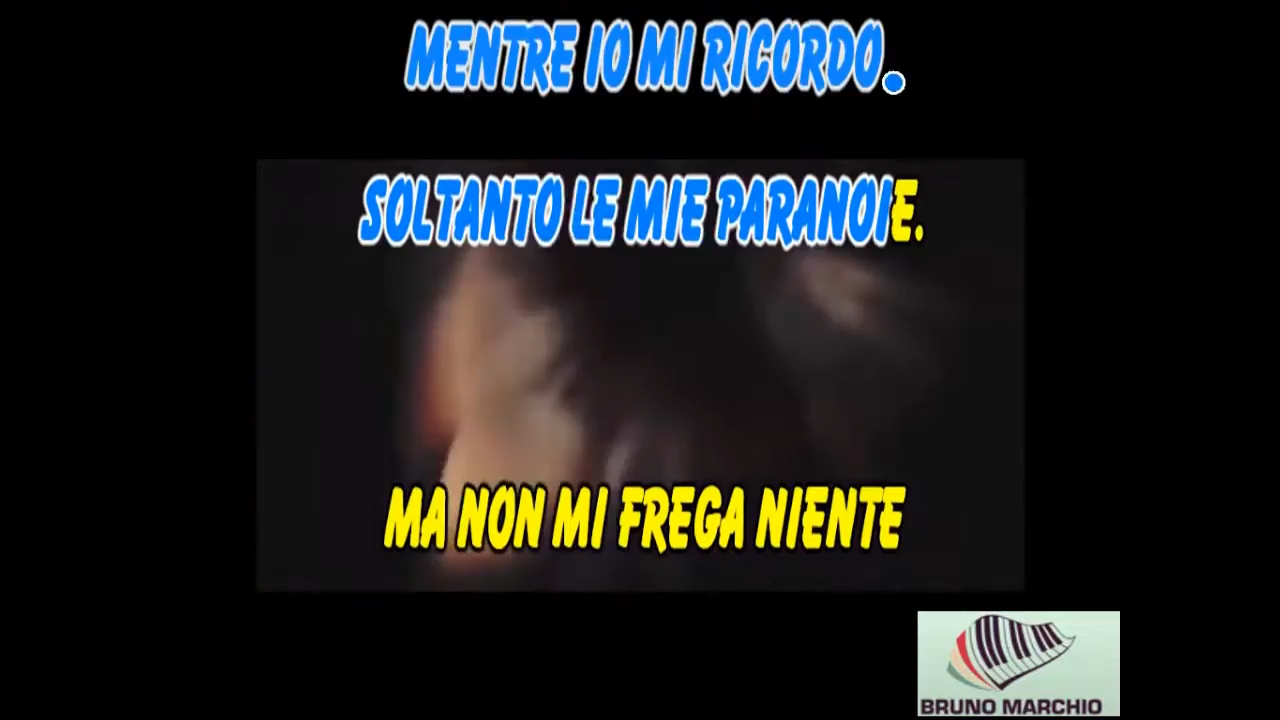 MENTRE IO MI RICORDO.
SOLTANTO LE MIE PARANOIE.
MA NON MI FREGA NIENTE
BRUNO MARCHIO